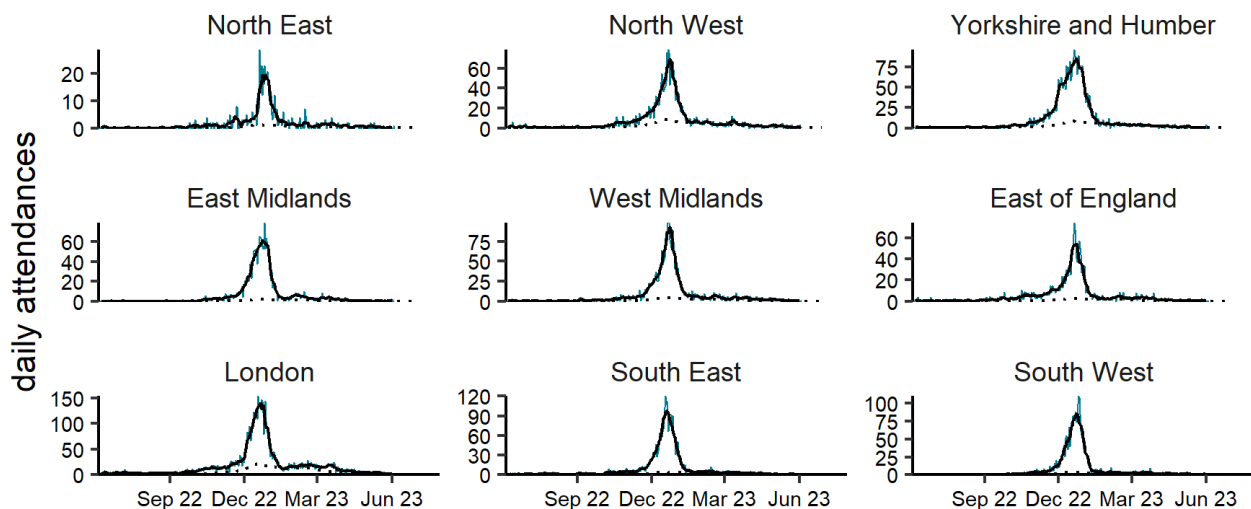 North East
North West
Yorkshire and Humber
20
10
0
60
40
20
0
75
50
25
0
East Midlands
West Midlands
East of England
60
40
20
0
75
50
25
0
60
40
20
0
daily attendances
London
South East
South West
150
100
50
0
120
90
60
30
0
100
75
50
25
0
Sep 22 Dec 22 Mar 23 Jun 23
Sep 22 Dec 22 Mar 23 Jun 23
Sep 22 Dec 22 Mar 23 Jun 23